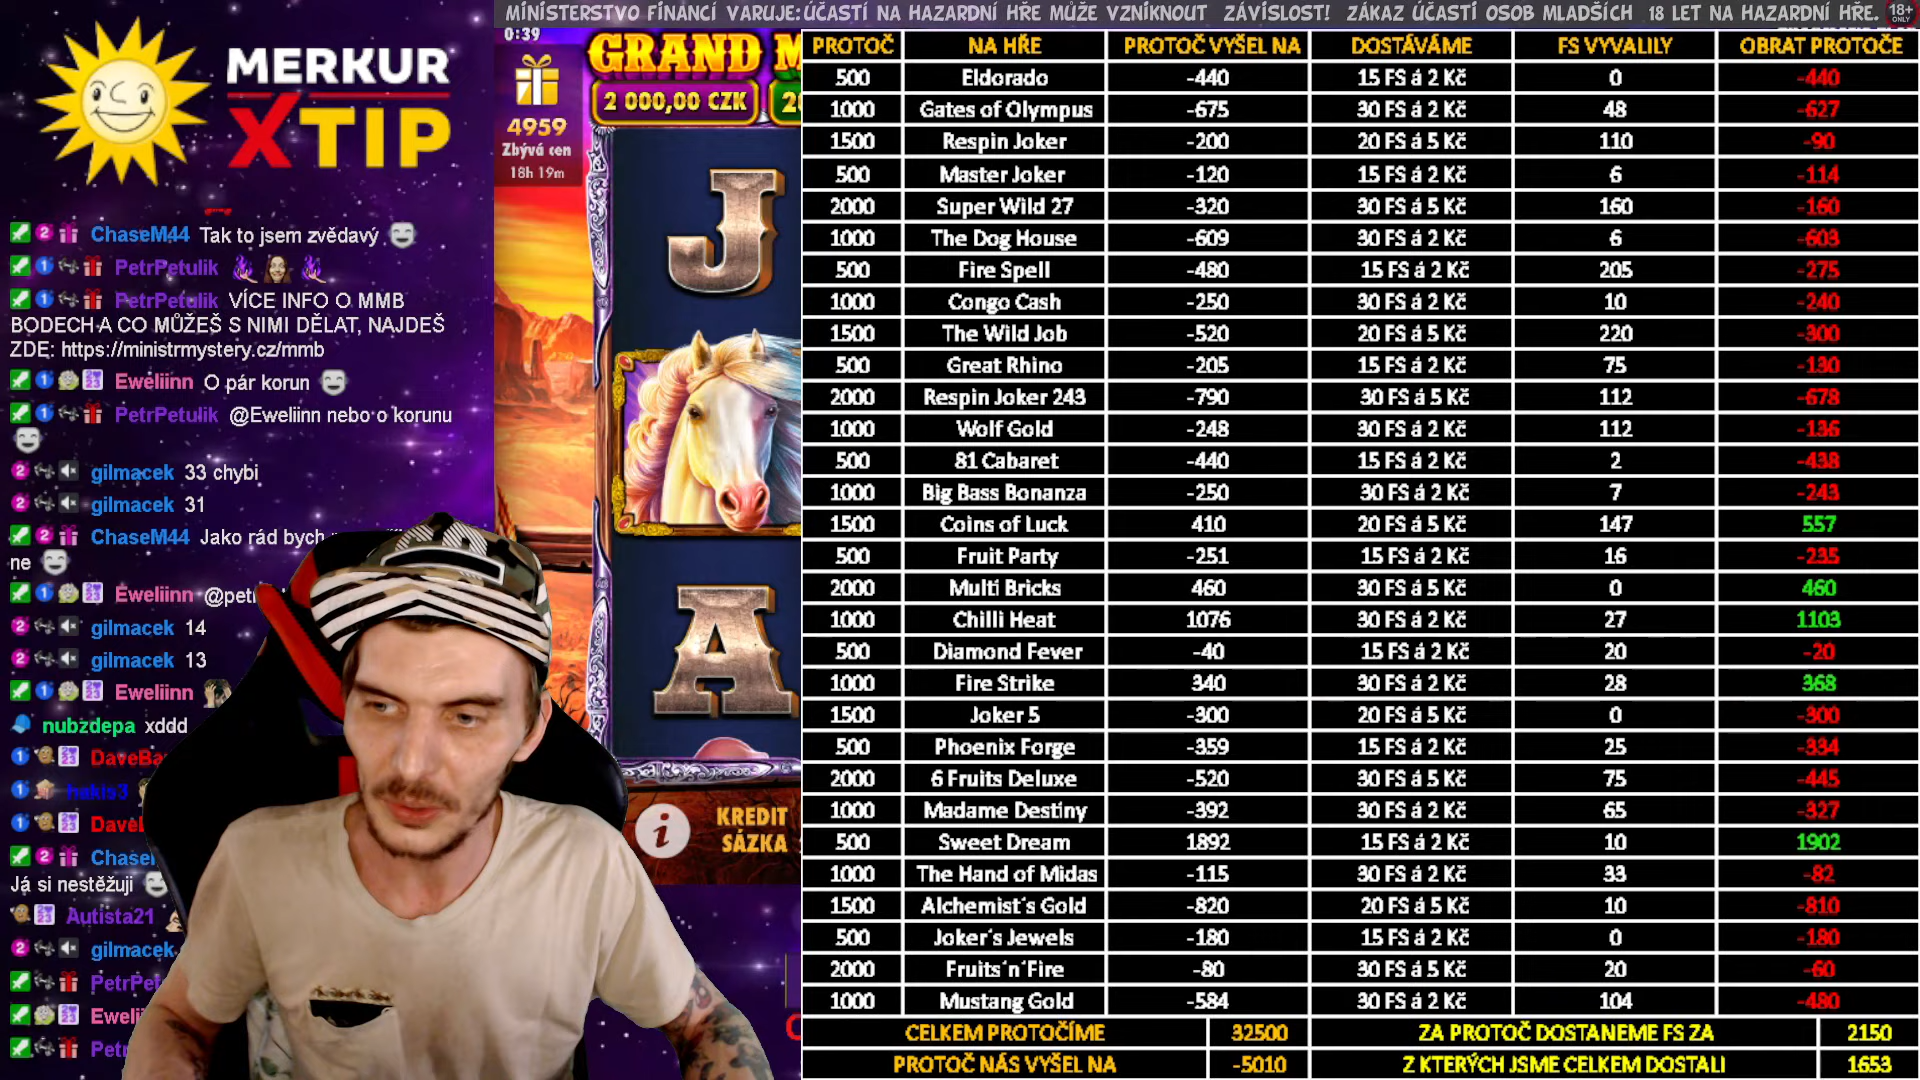 MINISTERSTVO FINANCÍ VARUJE: ÚČASTÍ NA HAZARDNÍ HŘE MŮŽE VZNIKNOUT ZÁVISLOST! ZÁKAZ ÚČASTI OSOB MLADŠÍCH 18 LET NA HAZARDNÍ HŘE.
18+ ONLY
MERKUR
XTIP
ChaseM44 Tak to jsem zvědavý
PetrPetulik
PetrPetulik VÍCE INFO O MMB
BODECH A CO MŮŽEŠ S NIMI DĚLAT, NAJDEŠ
ZDE: https://ministrmystery.cz/mmb
Eweliinn O pár korun
PetrPetulik @Eweliinn nebo o korunu
gilmacek 33 chybi
gilmacek 31
ChaseM44 Jako rád bych
ne
Eweliinn @petr
gilmacek 14
gilmacek 13
Eweliinn
nubzdepa xddd
DaveBa
hakis3
DaveB
Chase
Já si nestěžuji
Autista21
gilmacek
PetrPet
Eweli
Petr
0:39
4959
Zbývá cen
18h 19m
GRAND M
2 000,00 CZK
J
A
KREDIT
SÁZKA
PROTOČ NA HŘE PROTOČ VYŠEL NA DOSTÁVÁME FS VYVALILY OBRAT PROTOČE
500 Eldorado -440 15 FS á 2 Kč 0 -440
1000 Gates of Olympus -675 30 FS á 2 Kč 48 -627
1500 Respin Joker -200 20 FS á 5 Kč 110 -90
500 Master Joker -120 15 FS á 2 Kč 6 -114
2000 Super Wild 27 -320 30 FS á 5 Kč 160 -160
1000 The Dog House -609 30 FS á 2 Kč 6 -603
500 Fire Spell -480 15 FS á 2 Kč 205 -275
1000 Congo Cash -250 30 FS á 2 Kč 10 -240
1500 The Wild Job -520 20 FS á 5 Kč 220 -300
500 Great Rhino -205 15 FS á 2 Kč 75 -130
2000 Respin Joker 243 -790 30 FS á 5 Kč 112 -678
1000 Wolf Gold -248 30 FS á 2 Kč 112 -136
500 81 Cabaret -440 15 FS á 2 Kč 2 -438
1000 Big Bass Bonanza -250 30 FS á 2 Kč 7 -243
1500 Coins of Luck 410 20 FS á 5 Kč 147 557
500 Fruit Party -251 15 FS á 2 Kč 16 -235
2000 Multi Bricks 460 30 FS á 5 Kč 0 460
1000 Chilli Heat 1076 30 FS á 2 Kč 27 1103
500 Diamond Fever -40 15 FS á 2 Kč 20 -20
1000 Fire Strike 340 30 FS á 2 Kč 28 368
1500 Joker 5 -300 20 FS á 5 Kč 0 -300
500 Phoenix Forge -359 15 FS á 2 Kč 25 -334
2000 6 Fruits Deluxe -520 30 FS á 5 Kč 75 -445
1000 Madame Destiny -392 30 FS á 2 Kč 65 -327
500 Sweet Dream 1892 15 FS á 2 Kč 10 1902
1000 The Hand of Midas -115 30 FS á 2 Kč 33 -82
1500 Alchemist´s Gold -820 20 FS á 5 Kč 10 -810
500 Joker´s Jewels -180 15 FS á 2 Kč 0 -180
2000 Fruits´n´Fire -80 30 FS á 5 Kč 20 -60
1000 Mustang Gold -584 30 FS á 2 Kč 104 -480
CELKEM PROTOČÍME 32500 ZA PROTOČ DOSTANEME FS ZA 2150
PROTOČ NÁS VYŠEL NA -5010 Z KTERÝCH JSME CELKEM DOSTALI 1653